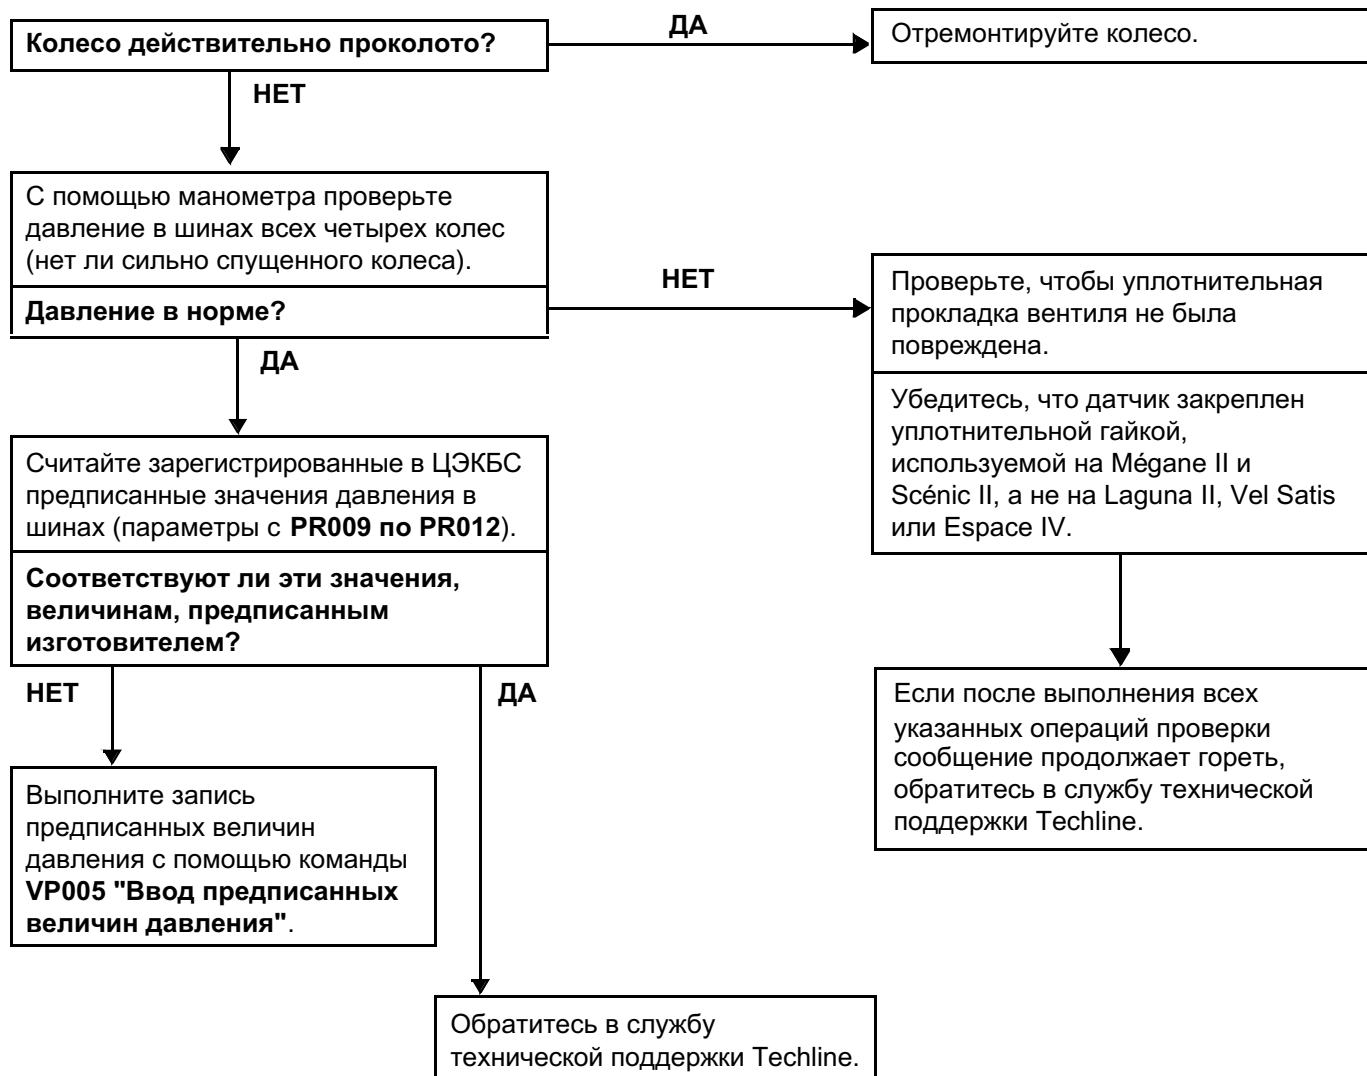 Колесо действительно проколото?
ДА
Отремонтируйте колесо.
НЕТ
С помощью манометра проверьте
давление в шинах всех четырех колес
(нет ли сильно спущенного колеса).
Давление в норме?
НЕТ
Проверьте, чтобы уплотнительная
прокладка вентиля не была
повреждена.
Убедитесь, что датчик закреплен
уплотнительной гайкой,
используемой на Mégane II и
Scénic II, а не на Laguna II, Vel Satis
или Espace IV.
ДА
Считайте зарегистрированные в ЦЭКБС
предписанные значения давления в
шинах (параметры с PR009 по PR012).
Соответствуют ли эти значения,
величинам, предписанным
изготовителем?
НЕТ
ДА
Если после выполнения всех
указанных операций проверки
сообщение продолжает гореть,
обратитесь в службу технической
поддержки Techline.
Выполните запись
предписанных величин
давления с помощью команды
VP005 "Ввод предписанных
величин давления".
Обратитесь в службу
технической поддержки Techline.